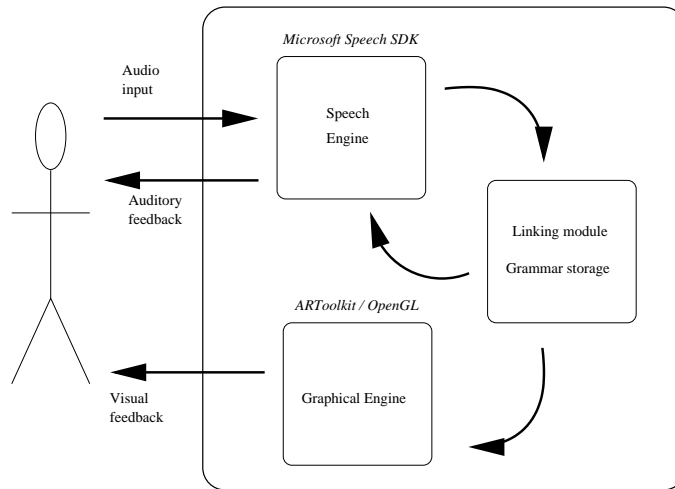 Microsoft Speech SDK
Audio
input
Speech
Engine
Auditory
feedback
Linking module
Grammar storage
ARToolkit / OpenGL
Graphical Engine
Visual
feedback